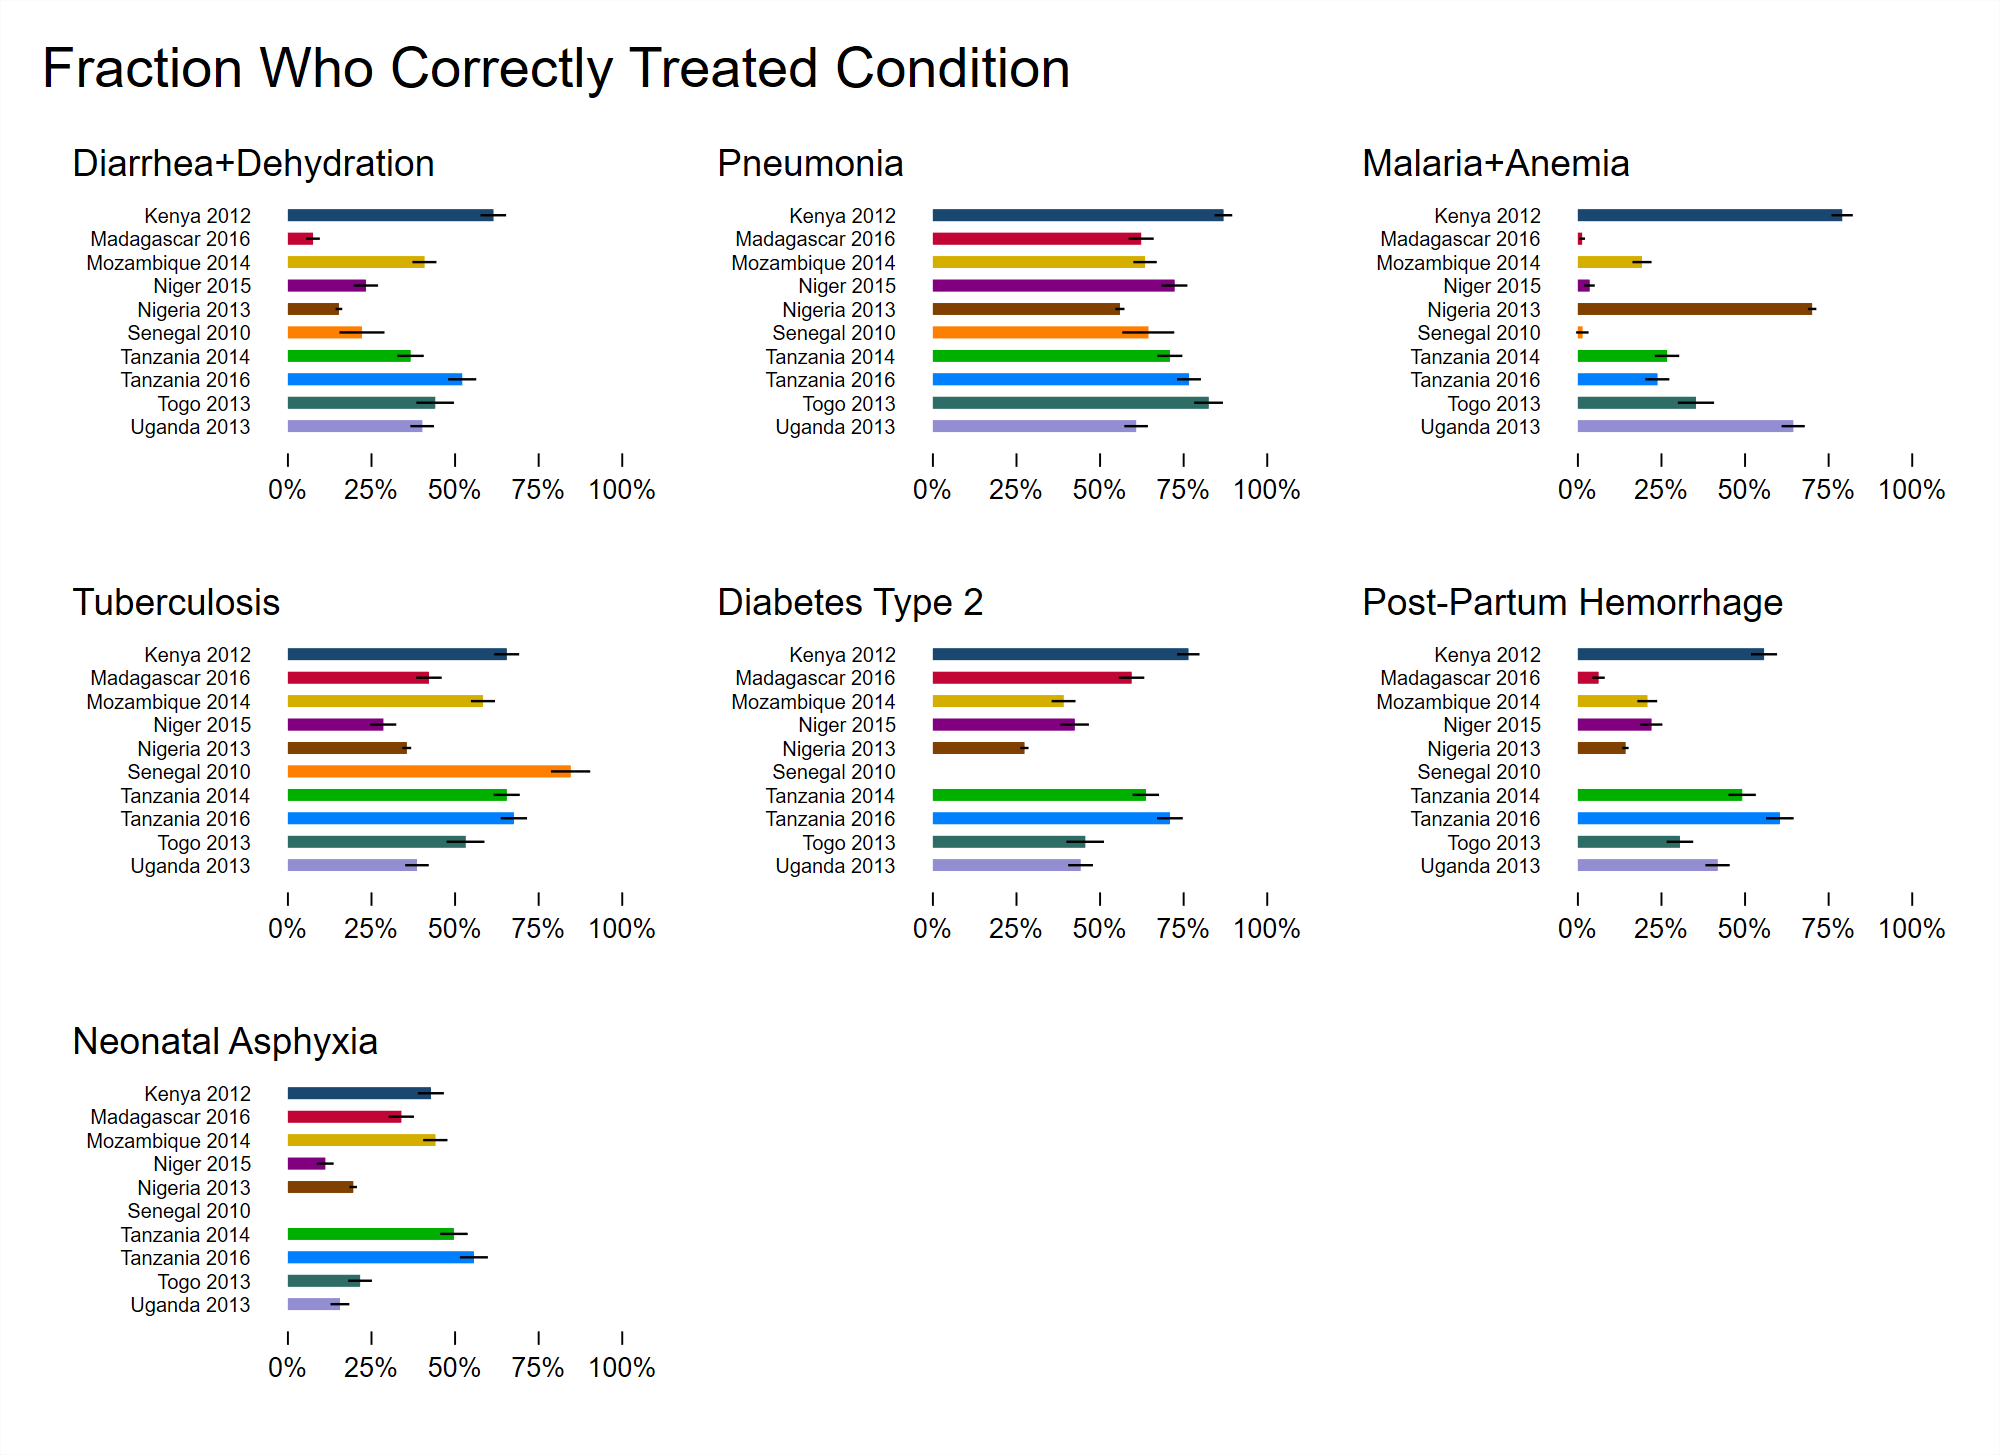 Fraction Who Correctly Treated Condition
Diarrhea+Dehydration
Kenya 2012
Madagascar 2016
Mozambique 2014
Niger 2015
Nigeria 2013
Senegal 2010
Tanzania 2014
Tanzania 2016
Togo 2013
Uganda 2013
0% 25% 50% 75% 100%
Pneumonia
Kenya 2012
Madagascar 2016
Mozambique 2014
Niger 2015
Nigeria 2013
Senegal 2010
Tanzania 2014
Tanzania 2016
Togo 2013
Uganda 2013
0% 25% 50% 75% 100%
Malaria+Anemia
Kenya 2012
Madagascar 2016
Mozambique 2014
Niger 2015
Nigeria 2013
Senegal 2010
Tanzania 2014
Tanzania 2016
Togo 2013
Uganda 2013
0% 25% 50% 75% 100%
Tuberculosis
Kenya 2012
Madagascar 2016
Mozambique 2014
Niger 2015
Nigeria 2013
Senegal 2010
Tanzania 2014
Tanzania 2016
Togo 2013
Uganda 2013
0% 25% 50% 75% 100%
Diabetes Type 2
Kenya 2012
Madagascar 2016
Mozambique 2014
Niger 2015
Nigeria 2013
Senegal 2010
Tanzania 2014
Tanzania 2016
Togo 2013
Uganda 2013
0% 25% 50% 75% 100%
Post-Partum Hemorrhage
Kenya 2012
Madagascar 2016
Mozambique 2014
Niger 2015
Nigeria 2013
Senegal 2010
Tanzania 2014
Tanzania 2016
Togo 2013
Uganda 2013
0% 25% 50% 75% 100%
Neonatal Asphyxia
Kenya 2012
Madagascar 2016
Mozambique 2014
Niger 2015
Nigeria 2013
Senegal 2010
Tanzania 2014
Tanzania 2016
Togo 2013
Uganda 2013
0% 25% 50% 75% 100%